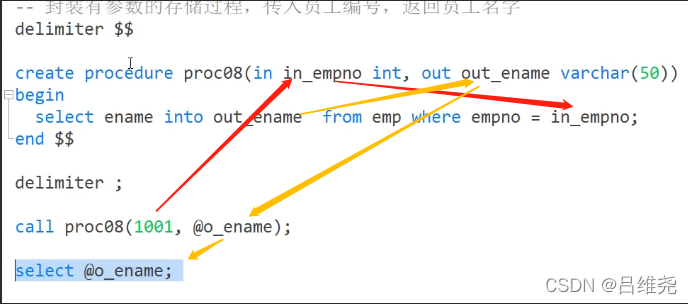 -- 封装有参数的存储过程，传入员工编号，返回员工名字
delimiter $$
create procedure proc08(in in_empno int, out out_ename varchar(50))
begin
select ename into out_ename from emp where empno = in_empno;
end $$
delimiter ;
call proc08(1001, @o_ename);
select @o_ename;
CSDN @吕维尧